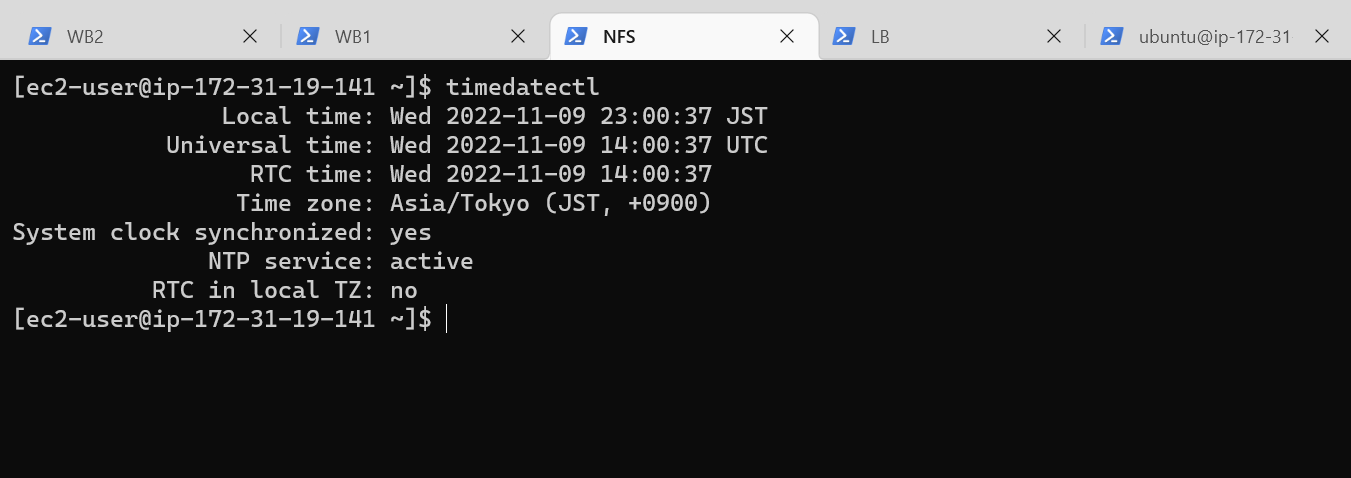 WB2 WB1 NFS LB ubuntu@ip-172-31
[ec2-user@ip-172-31-19-141 ~]$ timedatectl
Local time: Wed 2022-11-09 23:00:37 JST
Universal time: Wed 2022-11-09 14:00:37 UTC
RTC time: Wed 2022-11-09 14:00:37
Time zone: Asia/Tokyo (JST, +0900)
System clock synchronized: yes
NTP service: active
RTC in local TZ: no
[ec2-user@ip-172-31-19-141 ~]$